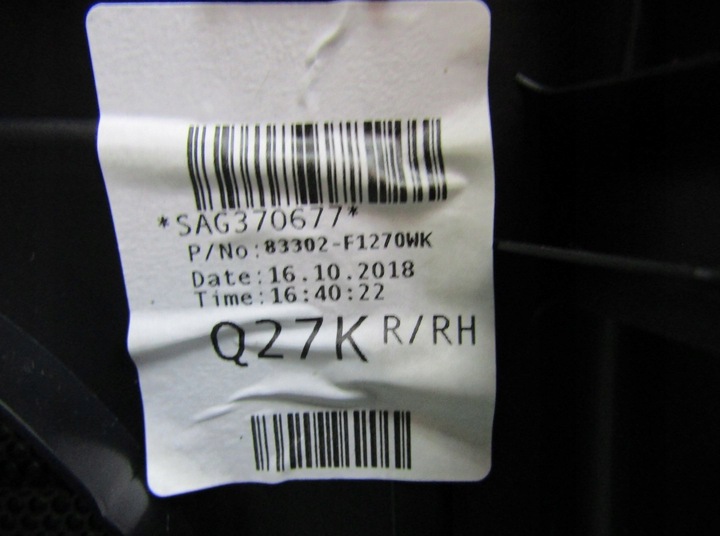 *SAG370677*
P/No:83302-F1270WK
Date:16.10.2018
Time:16:40:22
Q27K R/RH